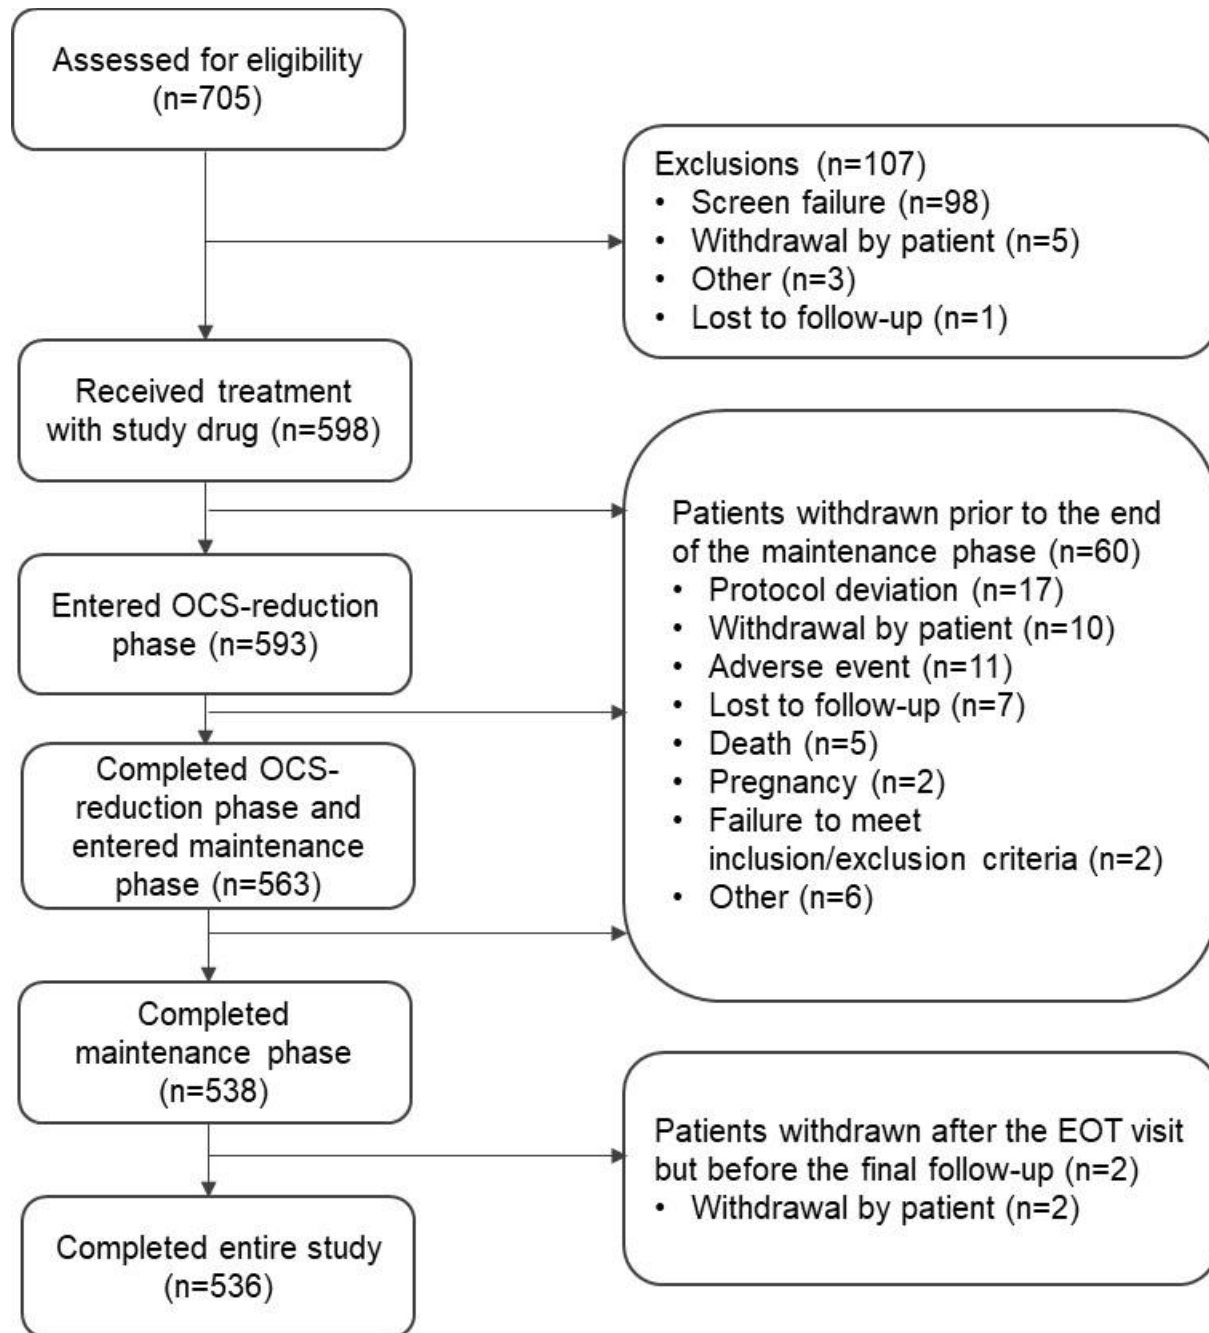 Assessed for eligibility
(n=705)
Exclusions (n=107)
• Screen failure (n=98)
• Withdrawal by patient (n=5)
• Other (n=3)
• Lost to follow-up (n=1)
Received treatment
with study drug (n=598)
Patients withdrawn prior to the end
of the maintenance phase (n=60)
• Protocol deviation (n=17)
• Withdrawal by patient (n=10)
• Adverse event (n=11)
• Lost to follow-up (n=7)
• Death (n=5)
• Pregnancy (n=2)
• Failure to meet
inclusion/exclusion criteria (n=2)
• Other (n=6)
Entered OCS-reduction
phase (n=593)
Completed OCS-
reduction phase and
entered maintenance
phase (n=563)
Completed
maintenance phase
(n=538)
Patients withdrawn after the EOT visit
but before the final follow-up (n=2)
• Withdrawal by patient (n=2)
Completed entire study
(n=536)